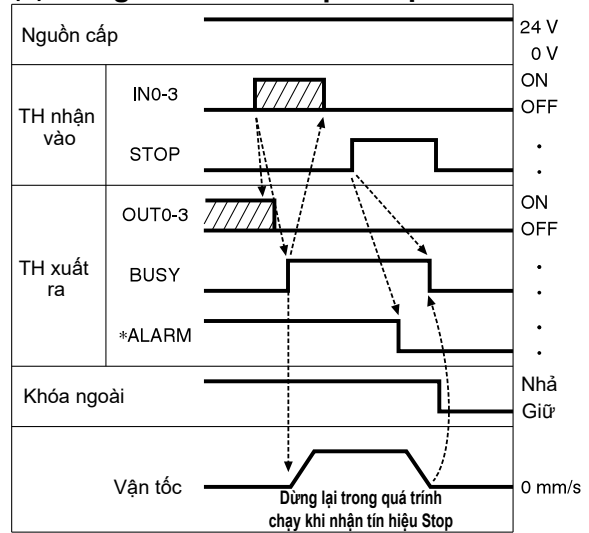 Nguồn cấp
24 V
0 V
TH nhận vào
IN0-3
ON
OFF
STOP
TH xuất ra
OUT0-3
ON
OFF
BUSY
*ALARM
Khóa ngoài
Nhả
Giữ
Vận tốc
0 mm/s
Dừng lại trong quá trính
chạy khi nhận tín hiệu Stop